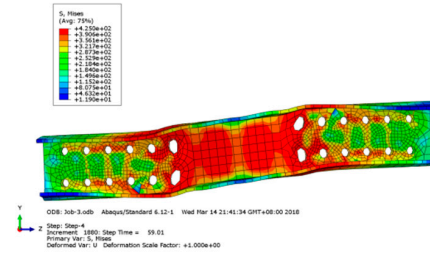 S, Mises
(Avg: 75%)
+4.250e+02
+3.906e+02
+3.561e+02
+3.217e+02
+2.873e+02
+2.529e+02
+2.184e+02
+1.840e+02
+1.496e+02
+1.152e+02
+8.075e+01
+4.632e+01
+1.190e+01
Y
Z
ODB: Job-3.odb Abaqus/Standard 6.12-1 Wed Mar 14 21:41:34 GMT+08:00 2018
Step: Step-4
Increment 1880: Step Time = 59.01
Primary Var: S, Mises
Deformed Var: U Deformation Scale Factor: +1.000e+00